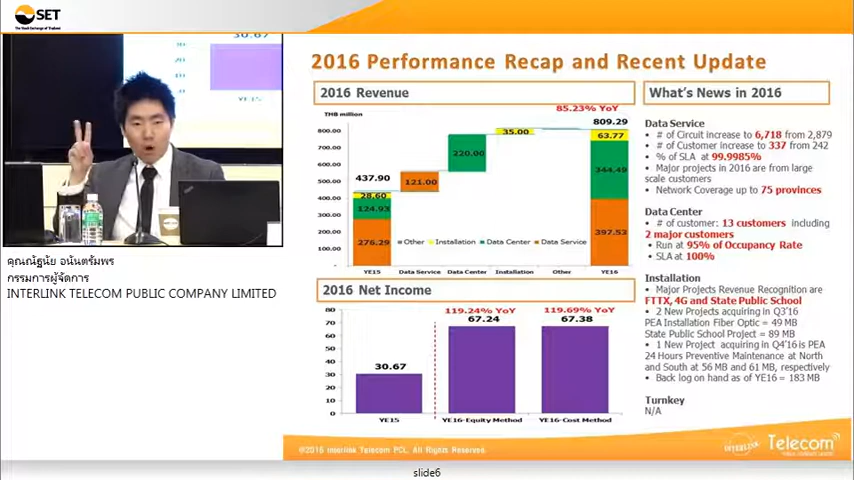 SET
The Stock Exchange of Thailand
30.67
YE15
คุณณัฐนัย อนันตรัมพร
กรรมการผู้จัดการ
INTERLINK TELECOM PUBLIC COMPANY LIMITED
2016 Performance Recap and Recent Update
2016 Revenue
THB million
85.23% YoY
800.00
700.00
600.00
500.00
400.00
300.00
200.00
100.00
437.90
28.60
124.93
276.29
121.00
220.00
35.00
809.29
63.77
344.49
397.53
Other Installation Data Center Data Service
YE15 Data Service Data Center Installation Other YE16
2016 Net Income
80
70
60
50
40
30
20
10
0
30.67
119.24% YoY
67.24
119.69% YoY
67.38
YE15 YE16-Equity Method YE16-Cost Method
What's News in 2016
Data Service
• # of Circuit increase to 6,718 from 2,879
• # of Customer increase to 337 from 242
• % of SLA at 99.9985%
• Major projects in 2016 are from large
scale customers
• Network Coverage up to 75 provinces
Data Center
• # of customer: 13 customers including
2 major customers
• Run at 95% of Occupancy Rate
• SLA at 100%
Installation
• Major Projects Revenue Recognition are
FTTX, 4G and State Public School
• 2 New Projects acquiring in Q3'16
PEA Installation Fiber Optic = 49 MB
State Public School Project = 89 MB
• 1 New Project acquiring in Q4'16 is PEA
24 Hours Preventive Maintenance at North
and South at 56 MB and 61 MB, respectively
• Back log on hand as of YE16 = 183 MB
Turnkey
N/A
©2016 Interlink Telecom PCL. All Rights Reserved.
INTERLINK Telecom
slide6